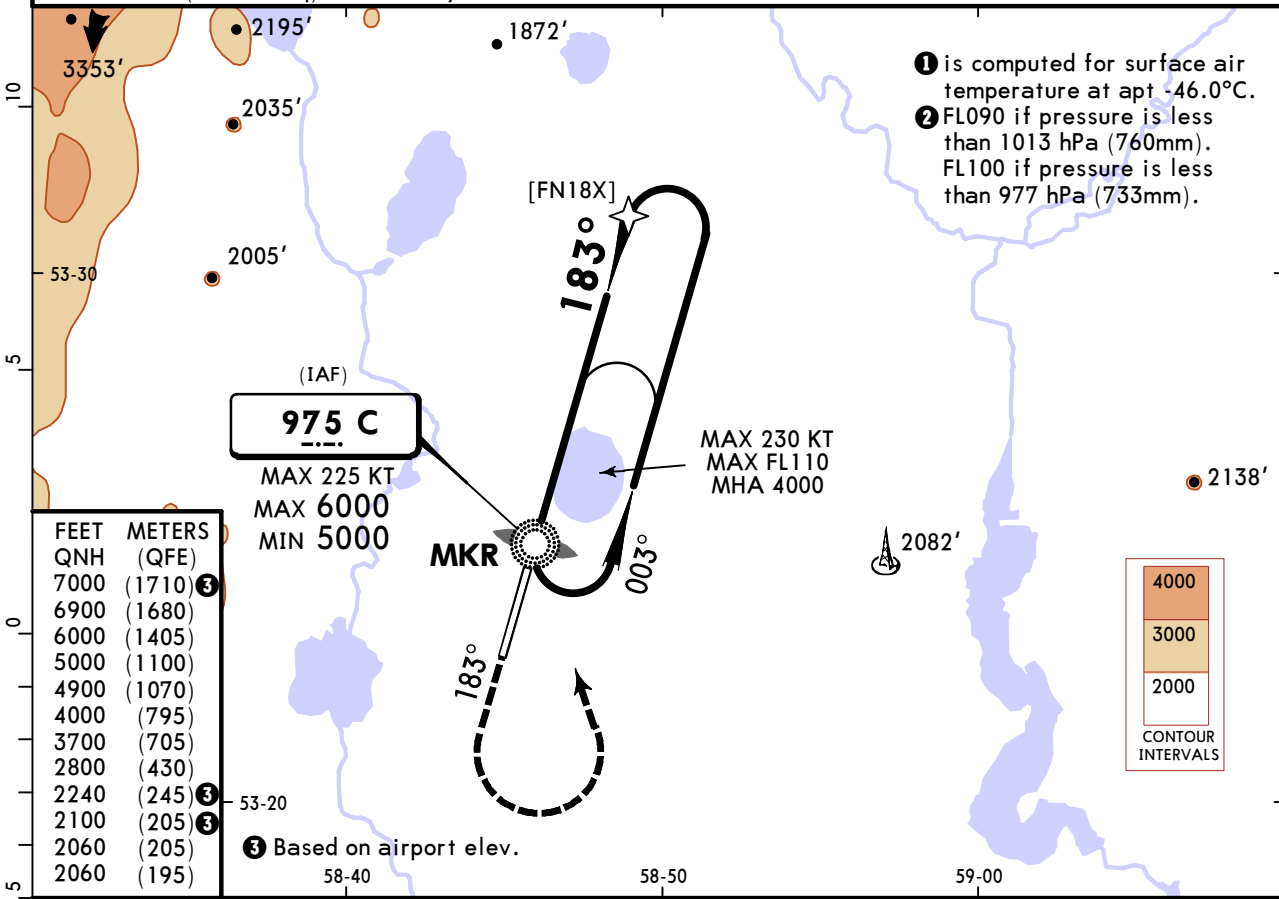 2195'
1872'
3353'
❶ is computed for surface air
temperature at apt -46.0°C.
❷ FL090 if pressure is less
than 1013 hPa (760mm).
FL100 if pressure is less
than 977 hPa (733mm).
10
2035'
[FN18X]
183°
2005'
53-30
5
(IAF)
975 C
MAX 225 KT
MAX 6000
MIN 5000
MAX 230 KT
MAX FL110
MHA 4000
2138'
MKR
003°
2082'
183°
0
FEET METERS
QNH (QFE)
7000 (1710) ❸
6900 (1680)
6000 (1405)
5000 (1100)
4900 (1070)
4000 (795)
3700 (705)
2800 (430)
2240 (245) ❸
2100 (205) ❸
2060 (205)
2060 (195)
4000
3000
2000
CONTOUR
INTERVALS
53-20
❸ Based on airport elev.
5
58-40
58-50
59-00